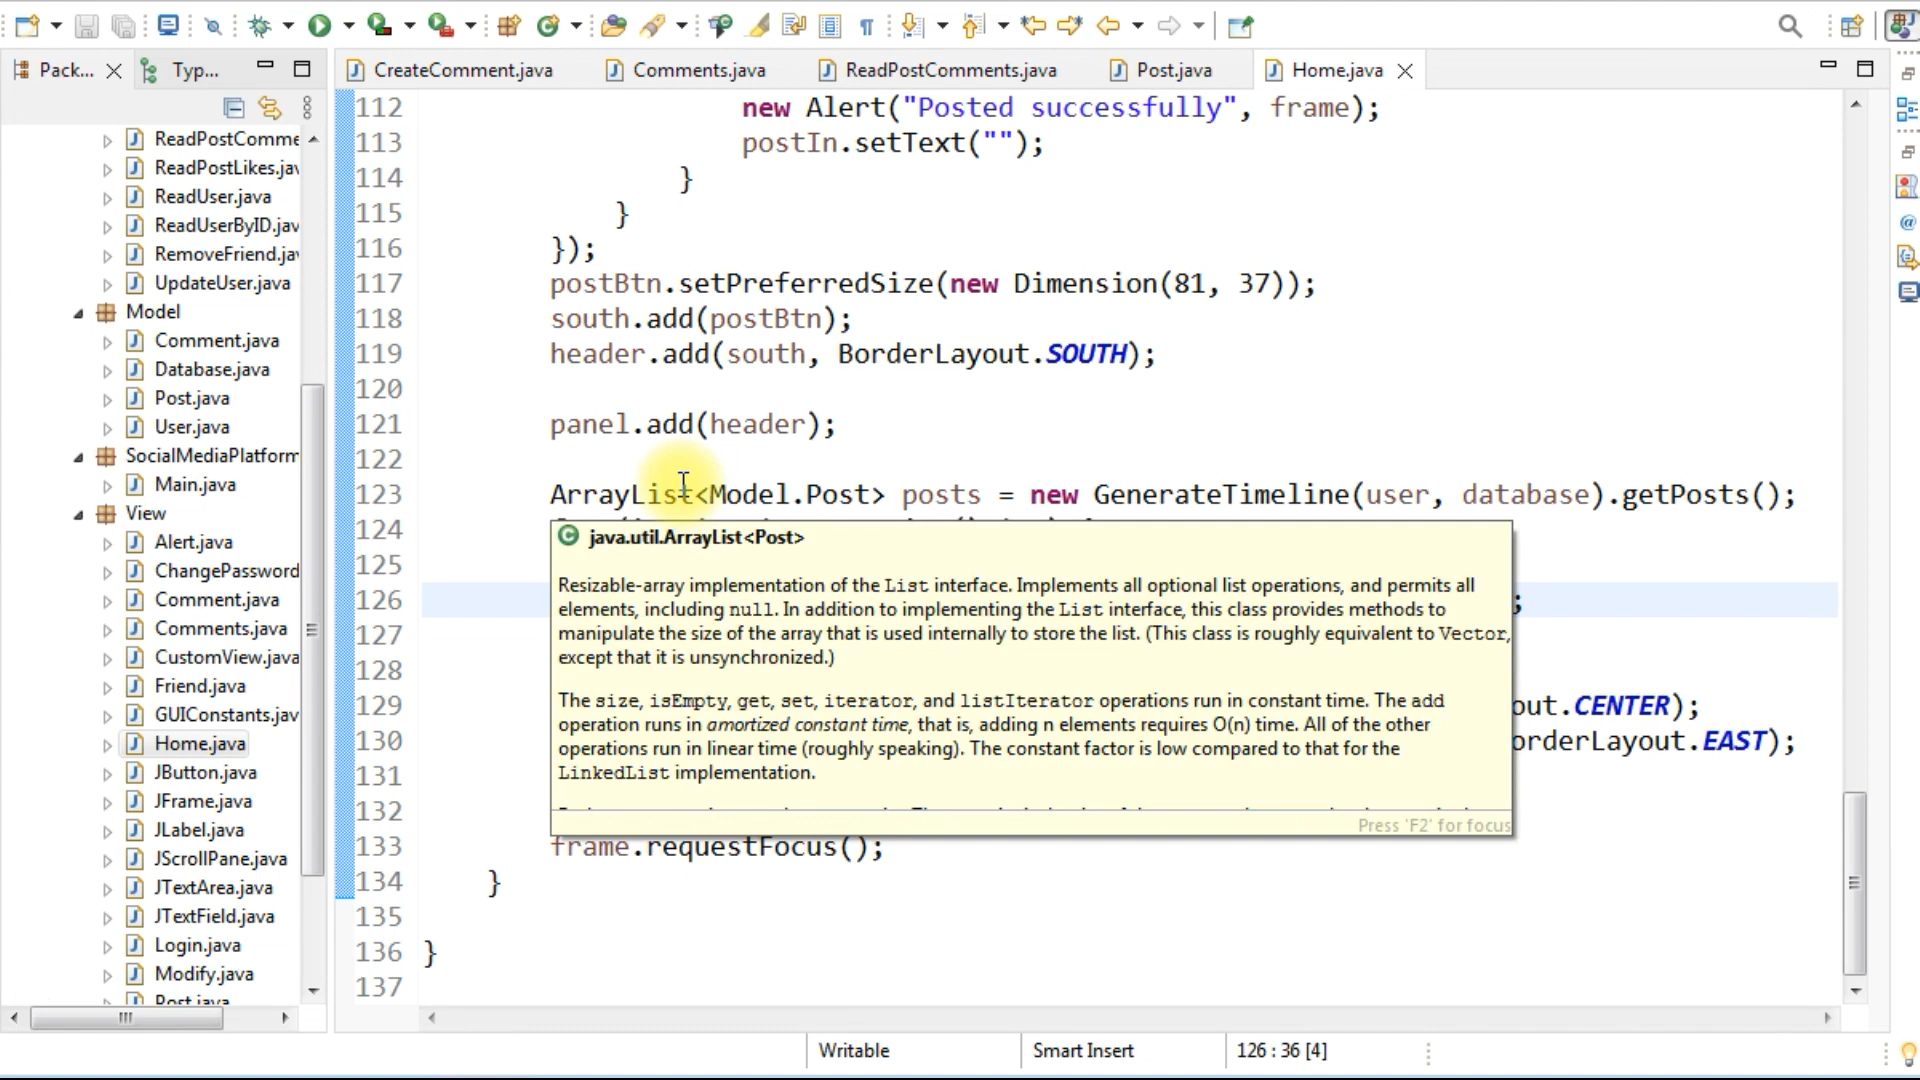 Pack...
Typ...
CreateComment.java
Comments.java
ReadPostComments.java
Post.java
Home.java
ReadPostComme
ReadPostLikes.jav
ReadUser.java
ReadUserByID.jav
RemoveFriend.jav
UpdateUser.java
Model
Comment.java
Database.java
Post.java
User.java
SocialMediaPlatform
Main.java
View
Alert.java
ChangePassword
Comment.java
Comments.java
CustomView.java
Friend.java
GUIConstants.jav
Home.java
JButton.java
JFrame.java
JLabel.java
JScrollPane.java
JTextArea.java
JTextField.java
Login.java
Modify.java
Post.java
112 new Alert("Posted successfully", frame);
113 postIn.setText("");
114 }
115 }
116 });
117 postBtn.setPreferredSize(new Dimension(81, 37));
118 south.add(postBtn);
119 header.add(south, BorderLayout.SOUTH);
120
121 panel.add(header);
122
123 ArrayList<Model.Post> posts = new GenerateTimeline(user, database).getPosts();
124
125
126 ;
127
128
129 out.CENTER);
130 orderLayout.EAST);
131
132
133 frame.requestFocus();
134 }
135
136 }
137
java.util.ArrayList<Post>
Resizable-array implementation of the List interface. Implements all optional list operations, and permits all
elements, including null. In addition to implementing the List interface, this class provides methods to
manipulate the size of the array that is used internally to store the list. (This class is roughly equivalent to Vector,
except that it is unsynchronized.)
The size, isEmpty, get, set, iterator, and listIterator operations run in constant time. The add
operation runs in amortized constant time, that is, adding n elements requires O(n) time. All of the other
operations run in linear time (roughly speaking). The constant factor is low compared to that for the
LinkedList implementation.
Press 'F2' for focus
Writable
Smart Insert
126 : 36 [4]